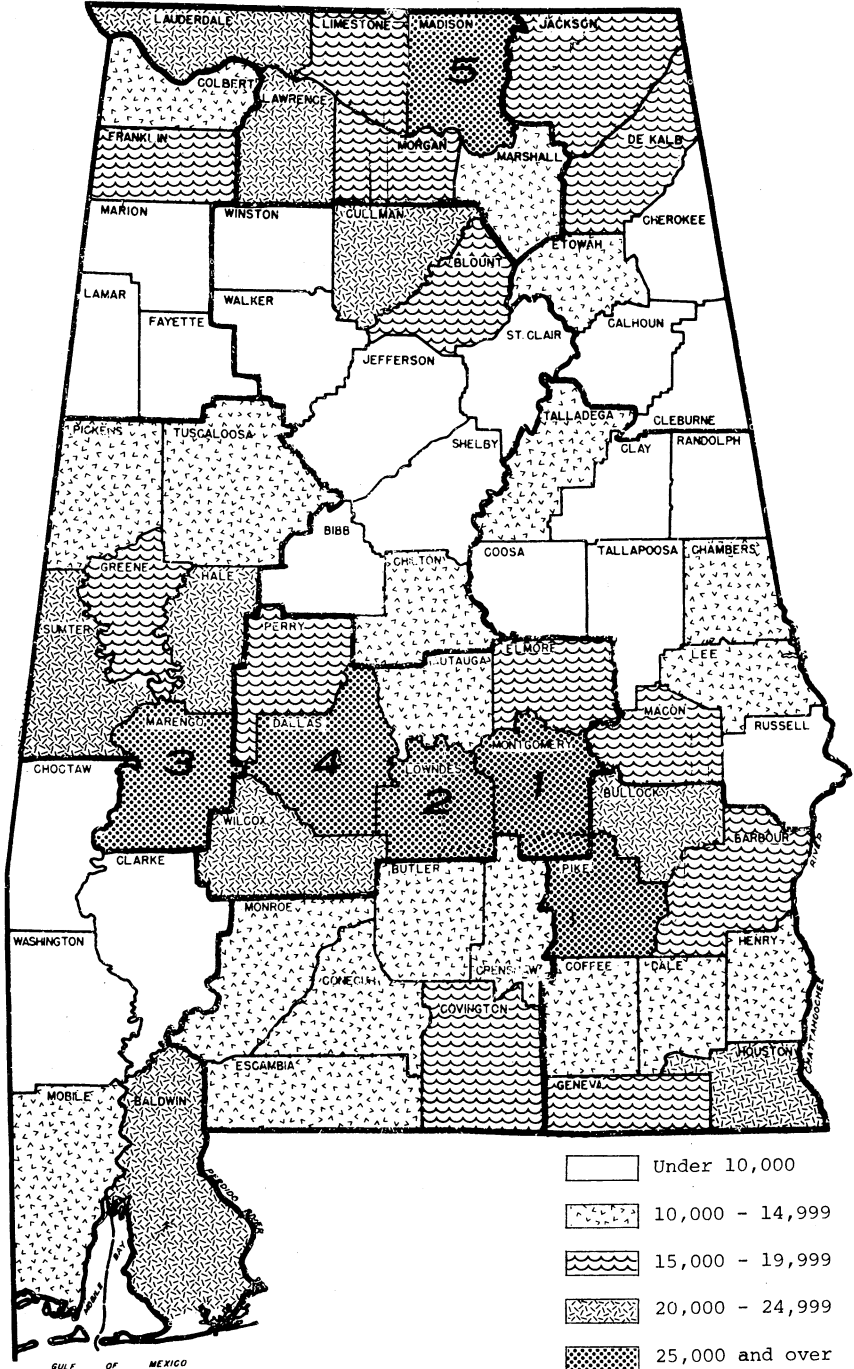 LAUDERDALE
LIMESTONE
MADISON
JACKSON
5
COLBERT
LAWRENCE
FRANKLIN
MORGAN
MARSHALL
DE KALB
MARION
WINSTON
CULLMAN
CHEROKEE
ETOWAH
BLOUNT
LAMAR
WALKER
FAYETTE
ST. CLAIR
CALHOUN
JEFFERSON
TALLADEGA
CLEBURNE
PICKENS
TUSCALOOSA
SHELBY
CLAY
RANDOLPH
BIBB
COOSA
TALLAPOOSA
CHAMBERS
CHILTON
GREENE
HALE
SUMTER
PERRY
ELMORE
LEE
UTAUGA
MACON
MARENGO
DALLAS
RUSSELL
MONTGOMERY
3
4
CHOCTAW
LOWNDES
1
2
BULLOCK
WILCOX
BARBOUR
RIVER
CLARKE
BUTLER
PIKE
MONROE
WASHINGTON
HENRY
CONECUH
CRENSHAW
COFFEE
DALE
CHATTAHOOCHEE
COVINGTON
HOUSTON
ESCAMBIA
GENEVA
MOBILE
BALDWIN
PERDIDO RIVER
MOBILE BAY
GULF OF MEXICO
Under 10,000
10,000 - 14,999
15,000 - 19,999
20,000 - 24,999
25,000 and over